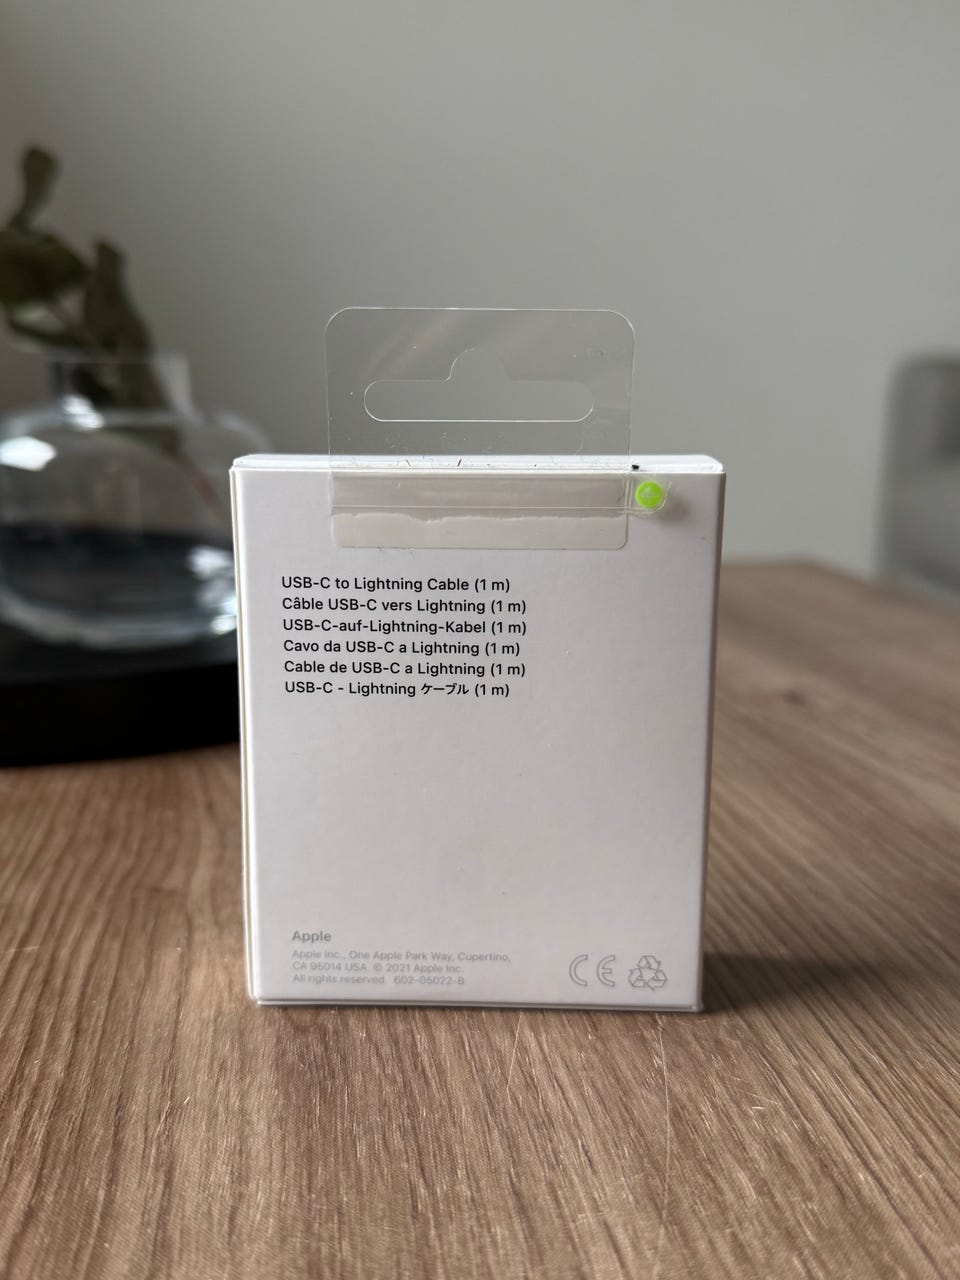 USB-C to Lightning Cable (1 m)
Câble USB-C vers Lightning (1 m)
USB-C-auf-Lightning-Kabel (1 m)
Cavo da USB-C a Lightning (1 m)
Cable de USB-C a Lightning (1 m)
USB-C - Lightning ケーブル (1 m)
Apple
Apple Inc., One Apple Park Way, Cupertino,
CA 95014 USA © 2021 Apple Inc.
All rights reserved 602-05022-B
CE